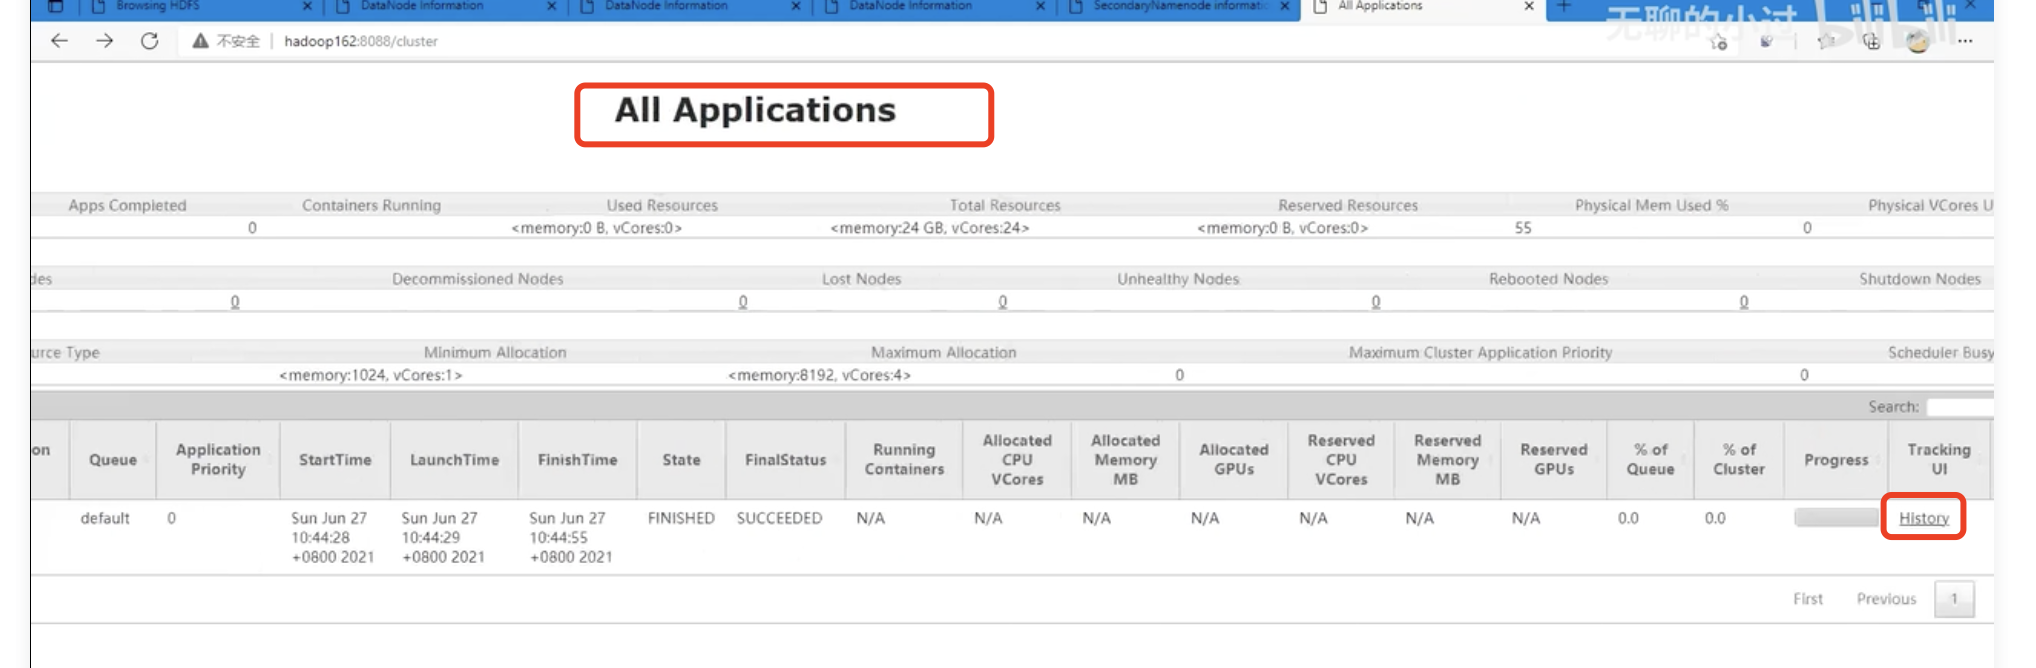 Browsing HDFS
DataNode Information
DataNode Information
DataNode Information
SecondaryNamenode informatic
All Applications
无聊的小过 bilibili
不安全 hadoop162:8088/cluster
All Applications
Apps Completed Containers Running Used Resources Total Resources Reserved Resources Physical Mem Used % Physical VCores U
0 <memory:0 B, vCores:0> <memory:24 GB, vCores:24> <memory:0 B, vCores:0> 55 0
des Decommissioned Nodes Lost Nodes Unhealthy Nodes Rebooted Nodes Shutdown Nodes
0 0 0 0 0
urce Type Minimum Allocation Maximum Allocation Maximum Cluster Application Priority Scheduler Busy
<memory:1024, vCores:1> <memory:8192, vCores:4> 0 0
Search:
on
Queue
Application
Priority
StartTime
LaunchTime
FinishTime
State
FinalStatus
Running
Containers
Allocated
CPU
VCores
Allocated
Memory
MB
Allocated
GPUs
Reserved
CPU
VCores
Reserved
Memory
MB
Reserved
GPUs
% of
Queue
% of
Cluster
Progress
Tracking
UI
default
0
Sun Jun 27
10:44:28
+0800 2021
Sun Jun 27
10:44:29
+0800 2021
Sun Jun 27
10:44:55
+0800 2021
FINISHED
SUCCEEDED
N/A
N/A
N/A
N/A
N/A
N/A
N/A
0.0
0.0
History
First Previous 1